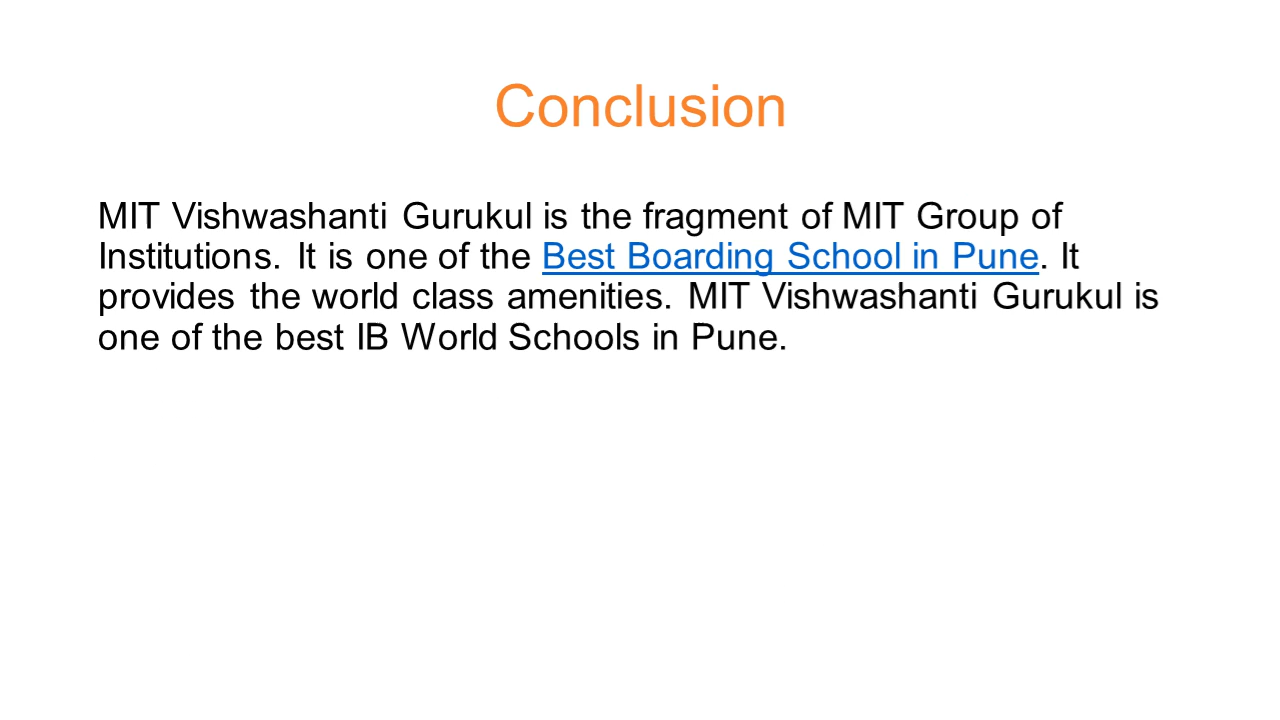 Conclusion
MIT Vishwashanti Gurukul is the fragment of MIT Group of
Institutions. It is one of the Best Boarding School in Pune. It
provides the world class amenities. MIT Vishwashanti Gurukul is
one of the best IB World Schools in Pune.